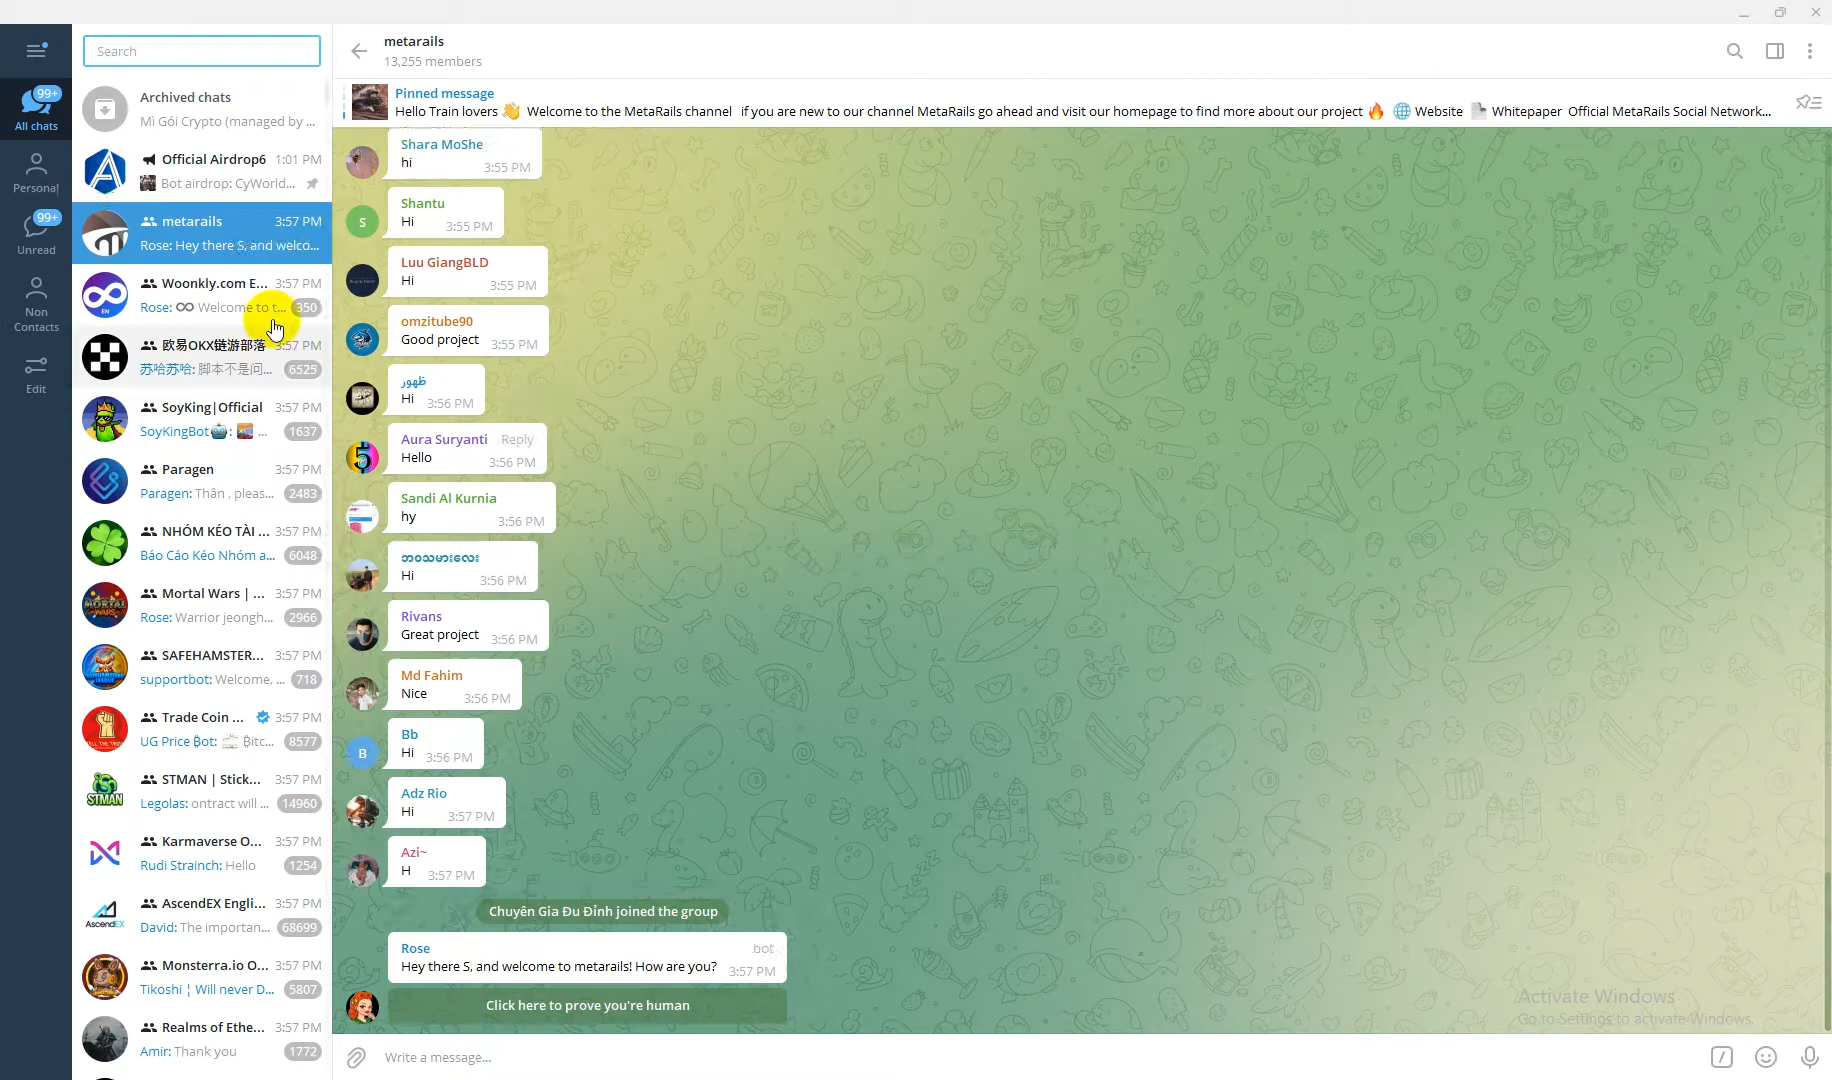 Search
99+
All chats
Personal
99+
Unread
Non
Contacts
Edit
Archived chats
Mì Gói Crypto (managed by ...
Official Airdrop6 1:01 PM
Bot airdrop: CyWorld...
metarails 3:57 PM
Rose: Hey there S, and welco...
Woonkly.com E... 3:57 PM
Rose: ♾ Welcome to t... 350
EN
欧易OKX链游部落 3:57 PM
苏哈苏哈: 脚本不是问... 6525
SoyKing|Official 3:57 PM
SoyKingBot🤖: ... 1637
Paragen 3:57 PM
Paragen: Thân , pleas... 2483
NHÓM KÉO TÀI ... 3:57 PM
Báo Cáo Kéo Nhóm a... 6048
Mortal Wars | ... 3:57 PM
Rose: Warrior jeongh... 2966
MORTAL
WARS
SAFEHAMSTER... 3:57 PM
supportbot: Welcome, ... 718
Trade Coin ... 3:57 PM
UG Price ₿ot: ₿itc... 8577
STMAN | Stick... 3:57 PM
Legolas: ontract will ... 14960
STMAN
Karmaverse O... 3:57 PM
Rudi Strainch: Hello 1254
AscendEX Engli... 3:57 PM
David: The importan... 68699
AscendEX
Monsterra.io O... 3:57 PM
Tikoshi ¦ Will never D... 5807
Realms of Ethe... 3:57 PM
Amir: Thank you 1772
metarails
13,255 members
Pinned message
Hello Train lovers 👋 Welcome to the MetaRails channel if you are new to our channel MetaRails go ahead and visit our homepage to find more about our project 🔥 🌐 Website 📄 Whitepaper Official MetaRails Social Network...
Shara MoShe
hi 3:55 PM
S
Shantu
Hi 3:55 PM
Luu GiangBLD
Hi 3:55 PM
omzitube90
Good project 3:55 PM
ظهور
Hi 3:56 PM
Aura Suryanti Reply
Hello 3:56 PM
5
Sandi Al Kurnia
hy 3:56 PM
ဘဝသမားလေး
Hi 3:56 PM
Rivans
Great project 3:56 PM
Md Fahim
Nice 3:56 PM
B
Bb
Hi 3:56 PM
Adz Rio
Hi 3:57 PM
Azi~
H 3:57 PM
Chuyên Gia Đu Đỉnh joined the group
Rose bot
Hey there S, and welcome to metarails! How are you? 3:57 PM
Click here to prove you're human
Activate Windows
Go to Settings to activate Windows.
Write a message...